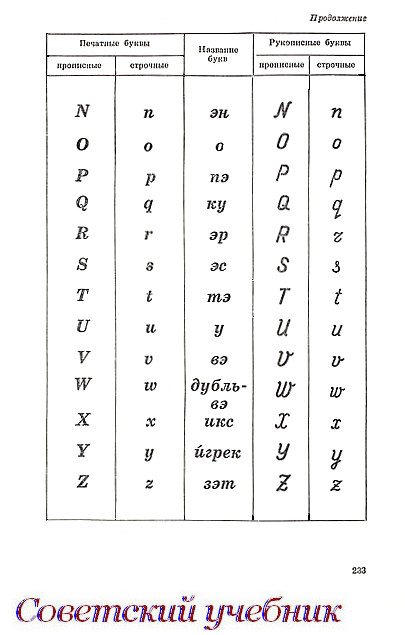 Продолжение
Печатные буквы Название букв Рукописные буквы
прописные строчные прописные строчные
N n эн N n
O o о O o
P p пэ P p
Q q ку Q q
R r эр R r
S s эс S s
T t тэ T t
U u у U u
V v вэ V v
W w дубль-вэ W w
X x икс X x
Y y и́грек Y y
Z z зэт Z z
233
Советский учебник